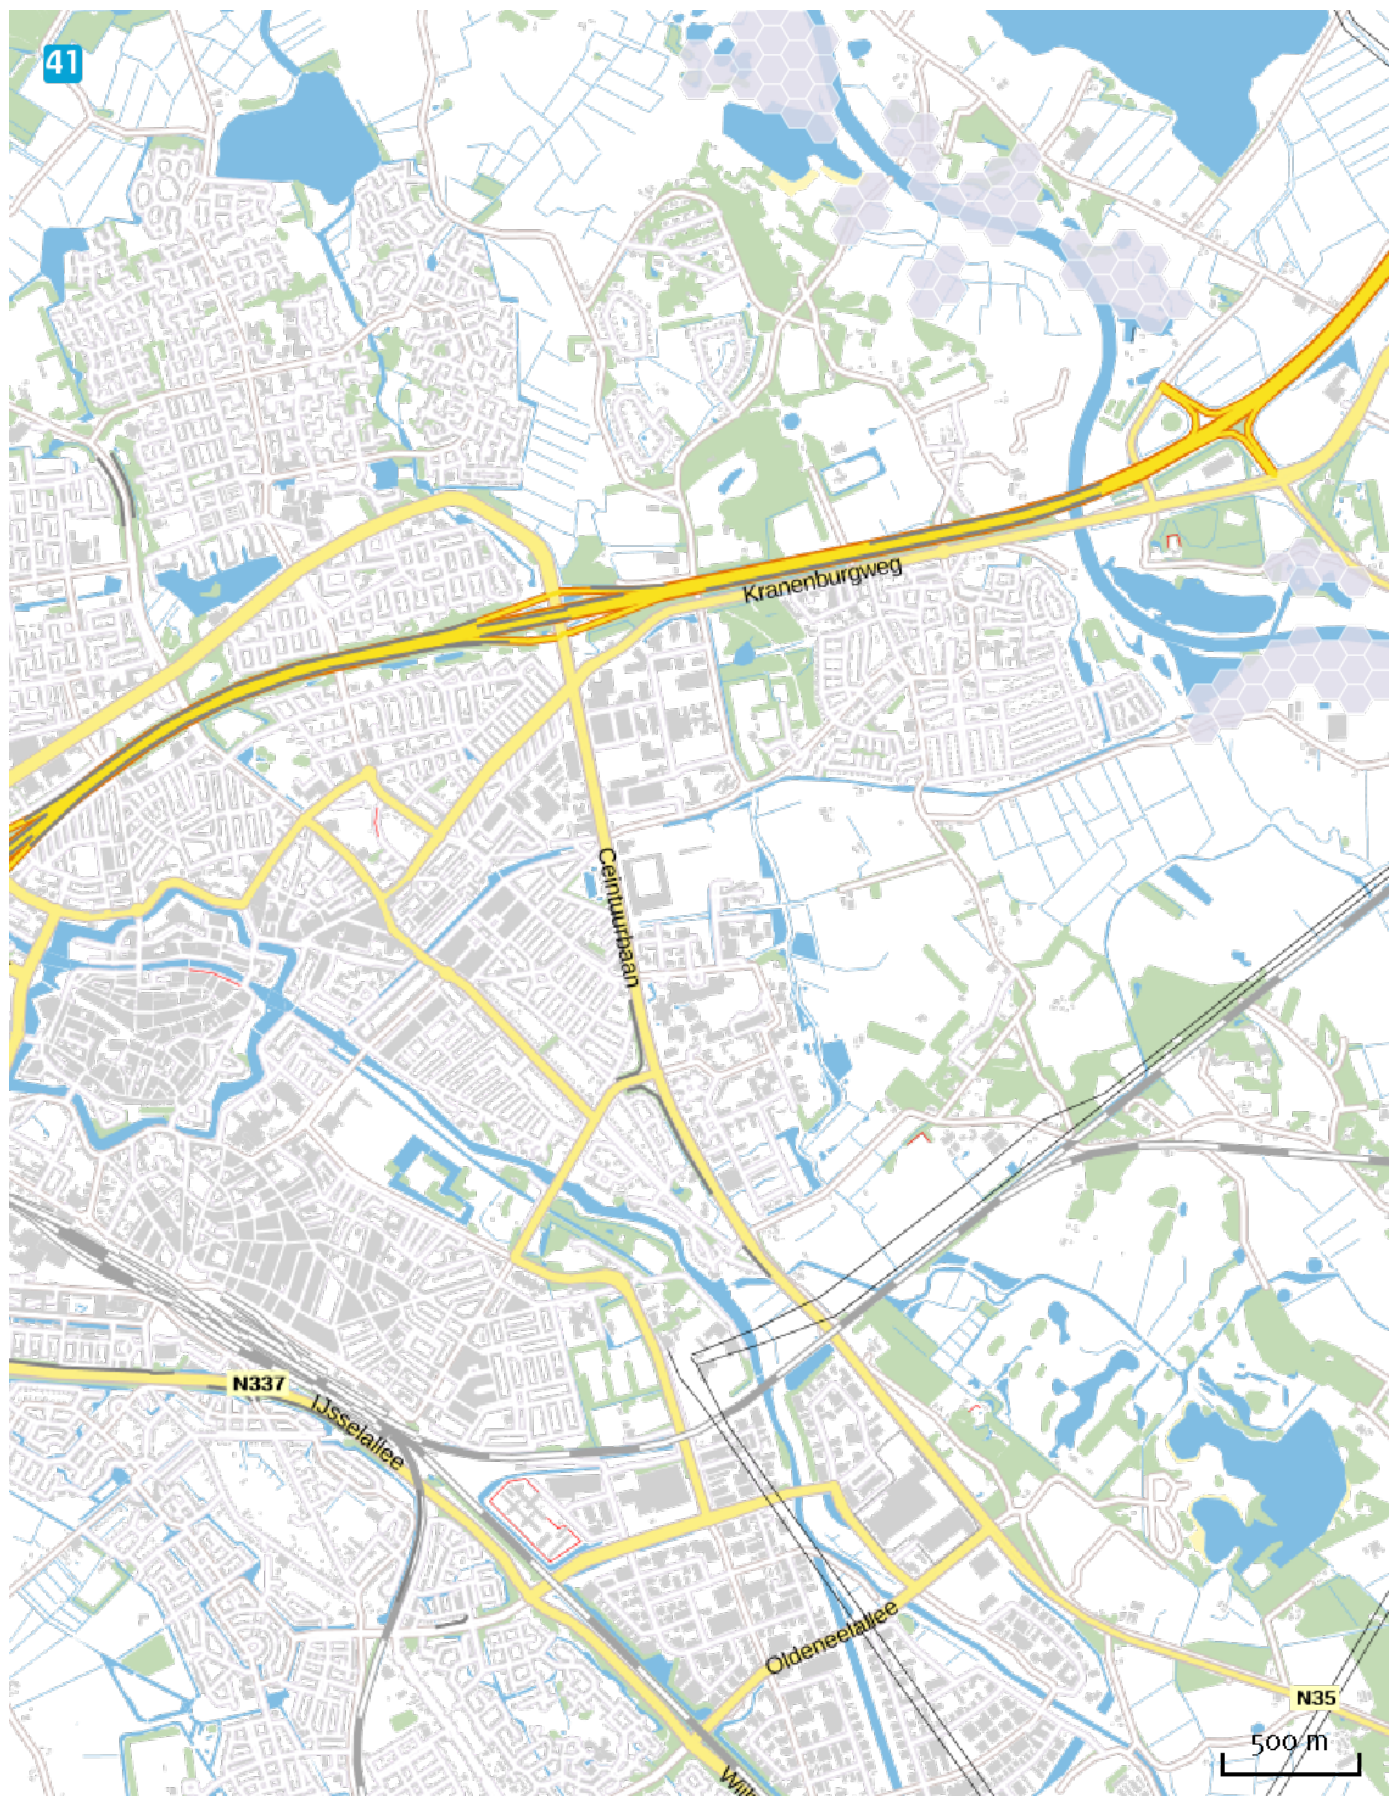 41
Kranenburgweg
Ceintuurbaan
N337
IJsselallee
Oldeneelallee
N35
500 m